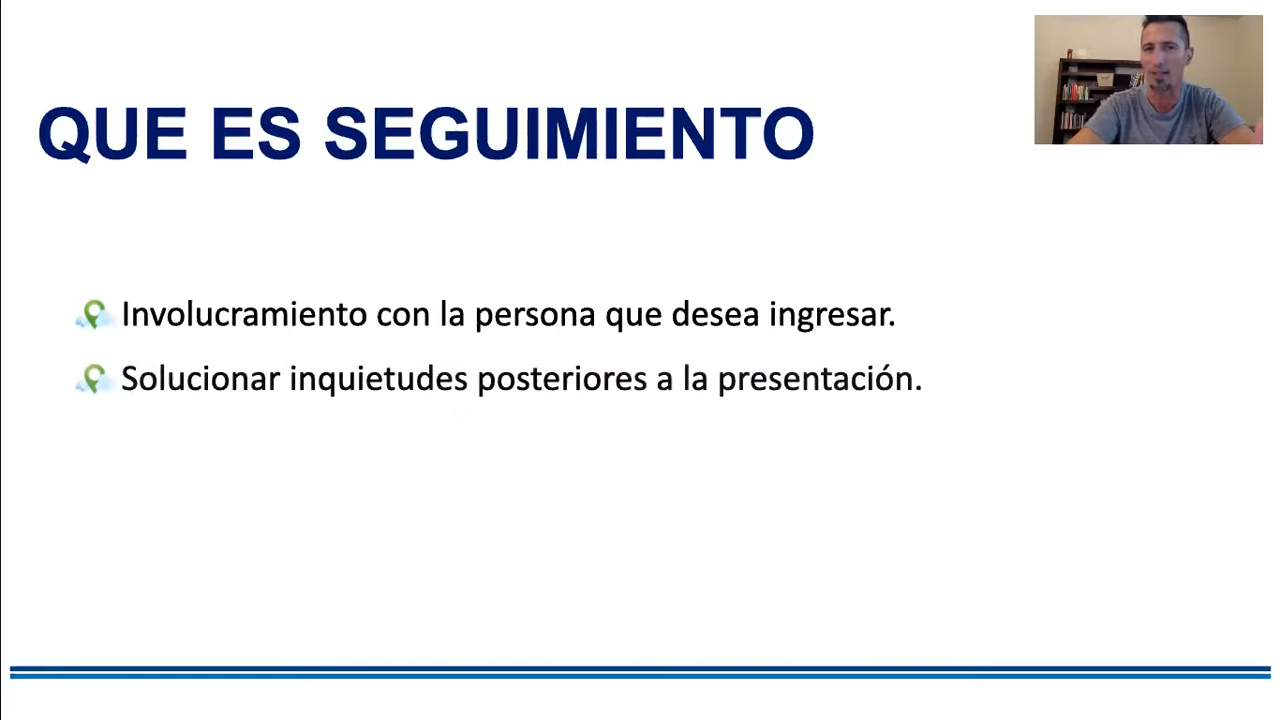 QUE ES SEGUIMIENTO
Involucramiento con la persona que desea ingresar.
Solucionar inquietudes posteriores a la presentación.